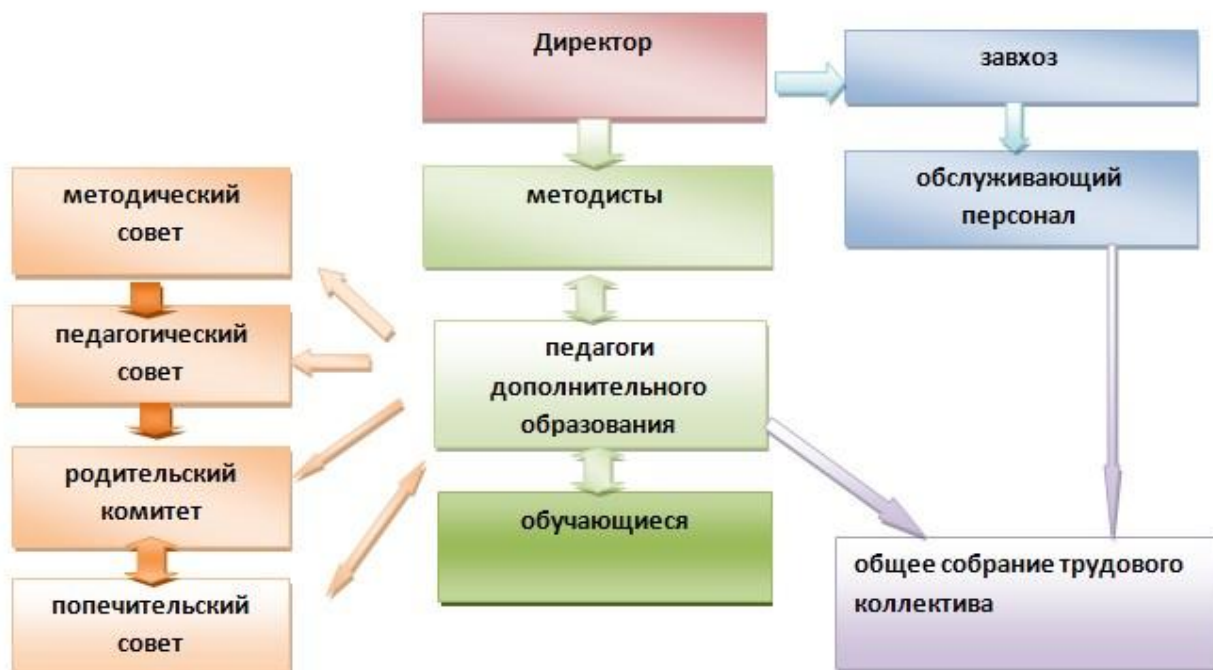 Директор
завхоз
методический
совет
методисты
обслуживающий
персонал
педагогический
совет
педагоги
дополнительного
образования
родительский
комитет
обучающиеся
попечительский
совет
общее собрание трудового
коллектива